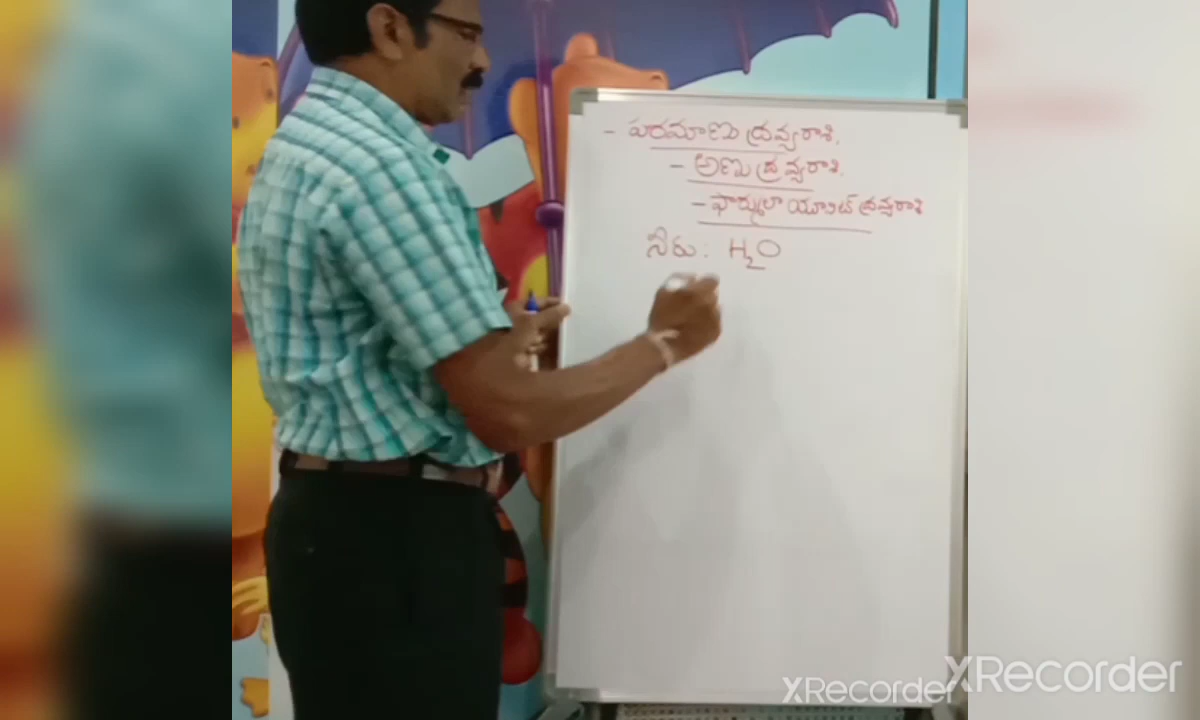 - పరమాణు ద్రవ్యరాశి.
- అణు ద్రవ్యరాశి.
- ఫార్ములా యూనిట్ ద్రవ్యరాశి
నీరు : H₂O
XRecorder
XRecorder